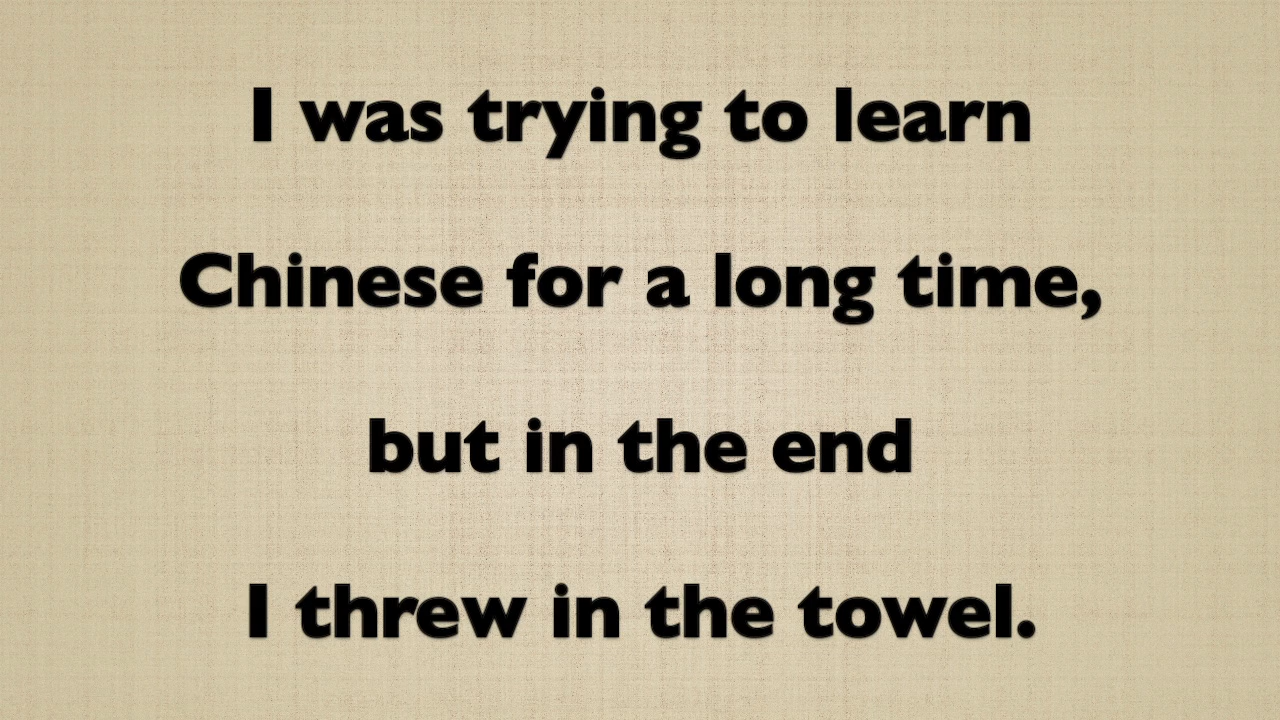 I was trying to learn
Chinese for a long time,
but in the end
I threw in the towel.